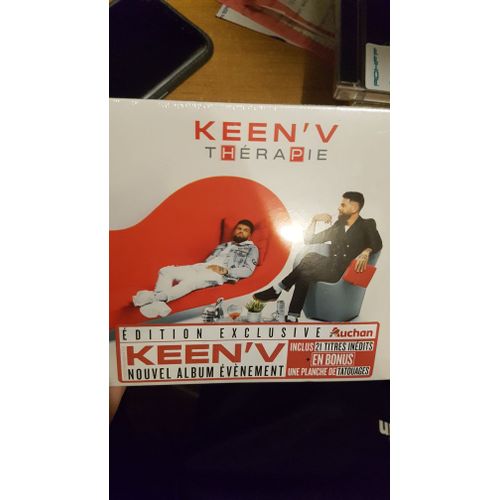 KEEN'V
THÉRAPIE
ÉDITION EXCLUSIVE Auchan
KEEN'V
NOUVEL ALBUM ÉVÈNEMENT
INCLUS 21 TITRES INÉDITS
+ EN BONUS
UNE PLANCHE DE TATOUAGES